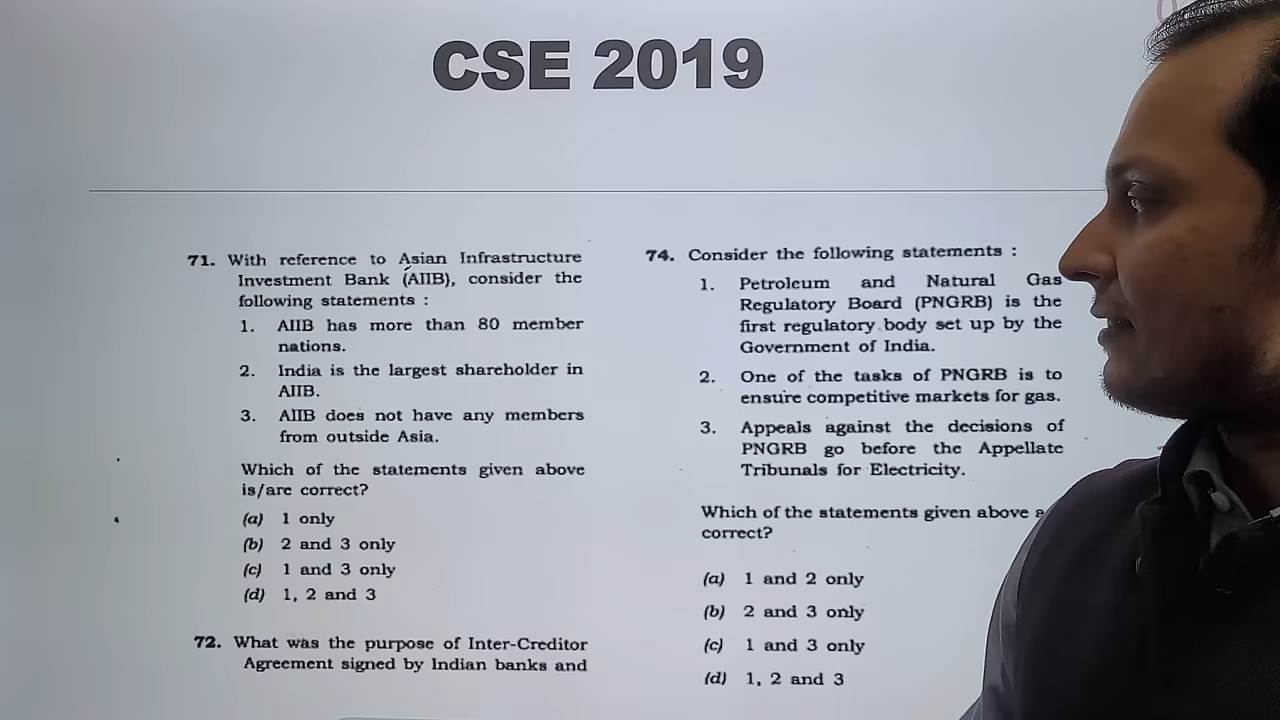 CSE 2019
71. With reference to Asian Infrastructure
Investment Bank (AIIB), consider the
following statements :
1. AIIB has more than 80 member
nations.
2. India is the largest shareholder in
AIIB.
3. AIIB does not have any members
from outside Asia.
Which of the statements given above
is/are correct?
(a) 1 only
(b) 2 and 3 only
(c) 1 and 3 only
(d) 1, 2 and 3
72. What was the purpose of Inter-Creditor
Agreement signed by Indian banks and
74. Consider the following statements :
1. Petroleum and Natural Gas
Regulatory Board (PNGRB) is the
first regulatory body set up by the
Government of India.
2. One of the tasks of PNGRB is to
ensure competitive markets for gas.
3. Appeals against the decisions of
PNGRB go before the Appellate
Tribunals for Electricity.
Which of the statements given above
correct?
(a) 1 and 2 only
(b) 2 and 3 only
(c) 1 and 3 only
(d) 1, 2 and 3